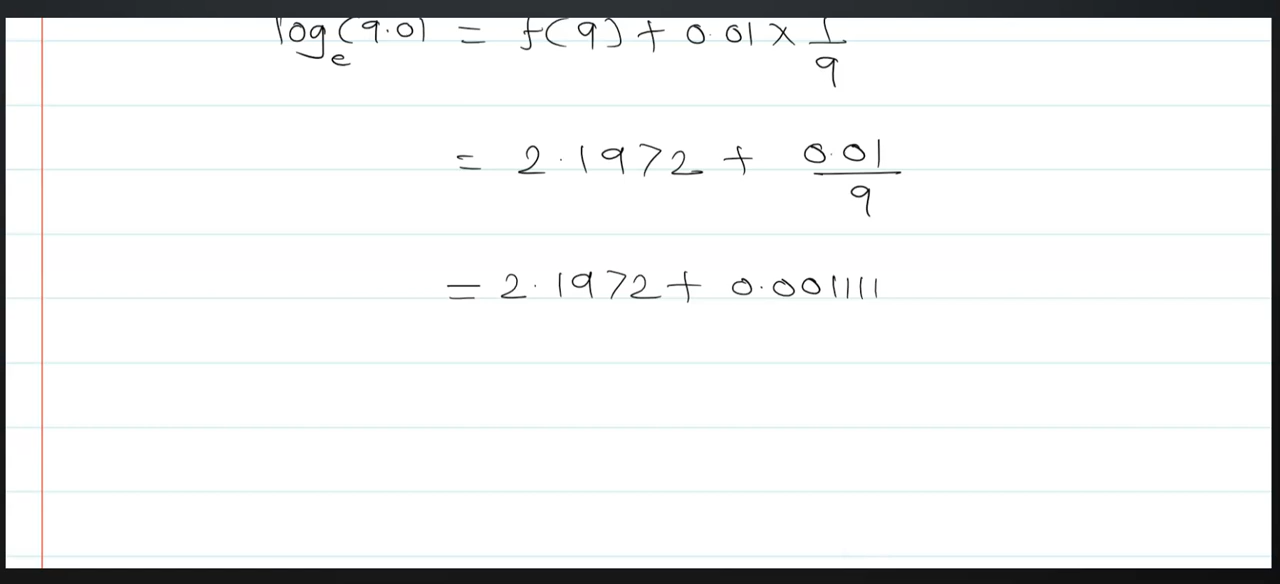 logₑ(9.01 = f(9) + 0.01 × 1/9
= 2.1972 + 0.01/9
= 2.1972 + 0.001111